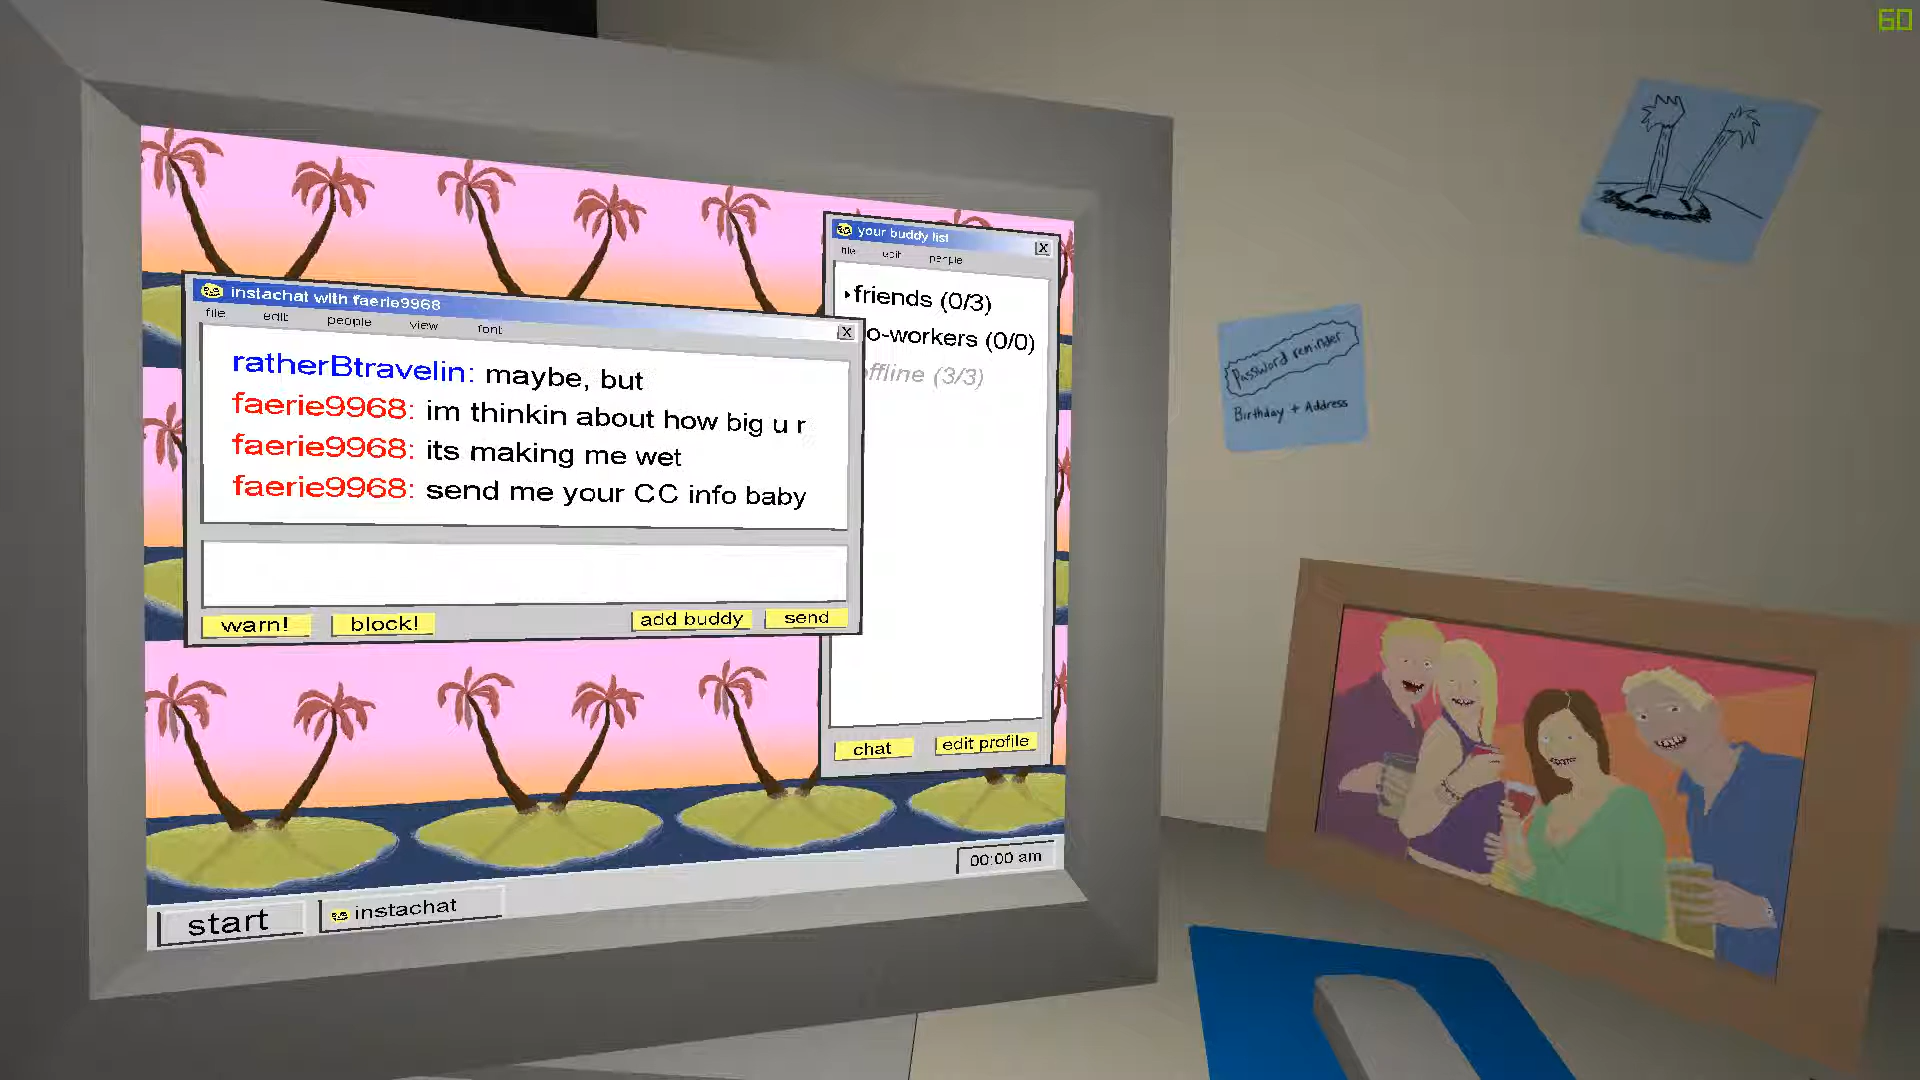 60
your buddy list
file edit people
friends (0/3)
o-workers (0/0)
ffline (3/3)
instachat with faerie9968
file edit people view font
ratherBtravelin: maybe, but
faerie9968: im thinkin about how big u r
faerie9968: its making me wet
faerie9968: send me your CC info baby
warn! block! add buddy send
chat edit profile
00:00 am
start instachat
Password reminder
Birthday + Address